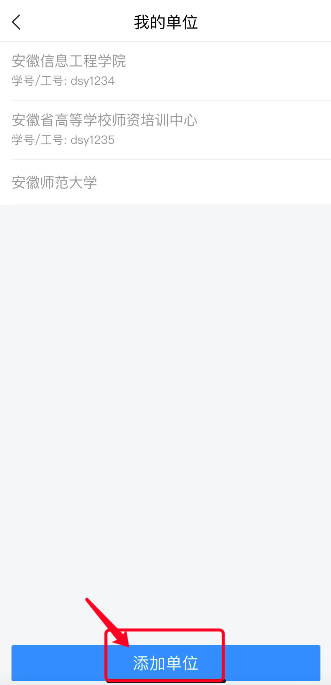 我的单位
安徽信息工程学院
学号/工号: dsy1234
安徽省高等学校师资培训中心
学号/工号: dsy1235
安徽师范大学
添加单位